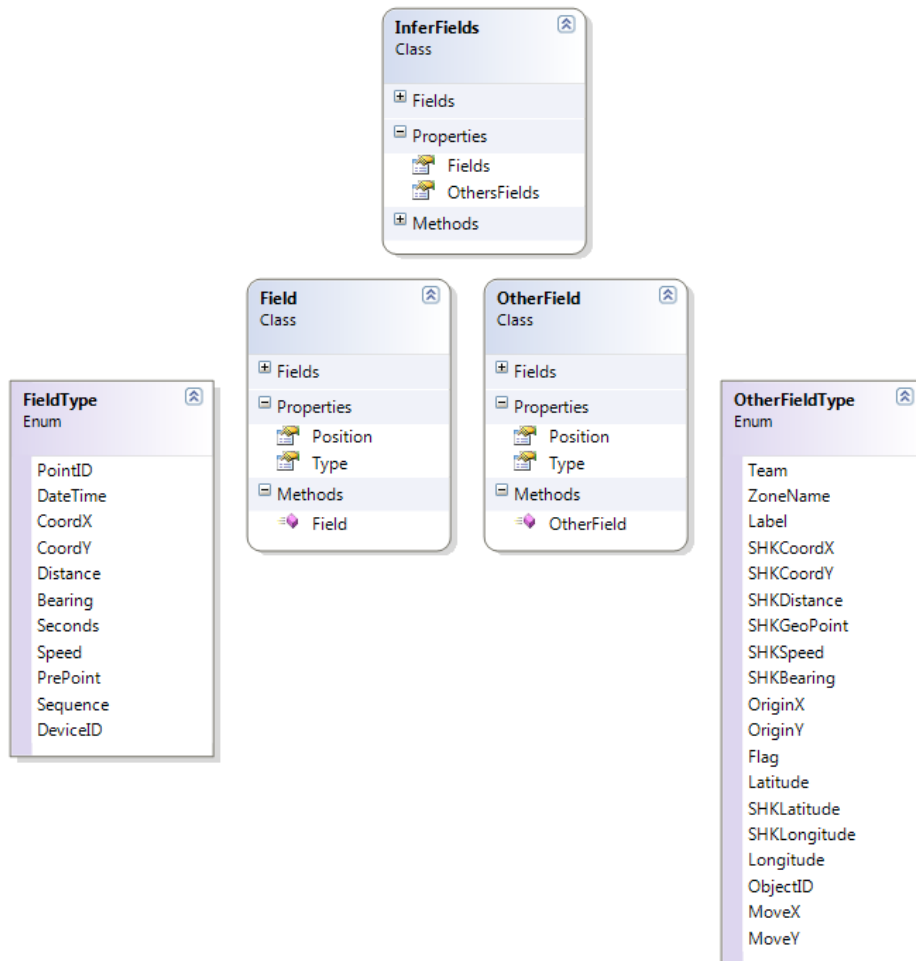 InferFields
Class
Fields
Properties
Fields
OthersFields
Methods
Field
Class
Fields
Properties
Position
Type
Methods
Field
OtherField
Class
Fields
Properties
Position
Type
Methods
OtherField
FieldType
Enum
PointID
DateTime
CoordX
CoordY
Distance
Bearing
Seconds
Speed
PrePoint
Sequence
DeviceID
OtherFieldType
Enum
Team
ZoneName
Label
SHKCoordX
SHKCoordY
SHKDistance
SHKGeoPoint
SHKSpeed
SHKBearing
OriginX
OriginY
Flag
Latitude
SHKLatitude
SHKLongitude
Longitude
ObjectID
MoveX
MoveY